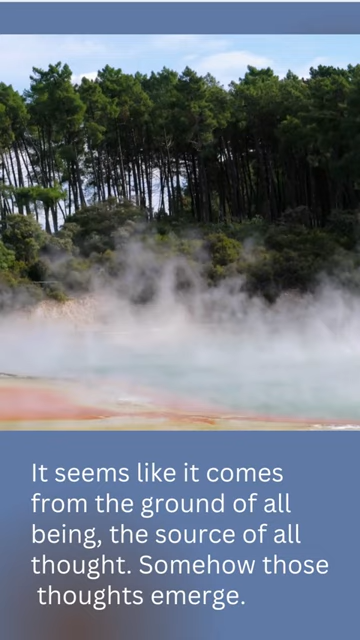 It seems like it comes
from the ground of all
being, the source of all
thought. Somehow those
thoughts emerge.